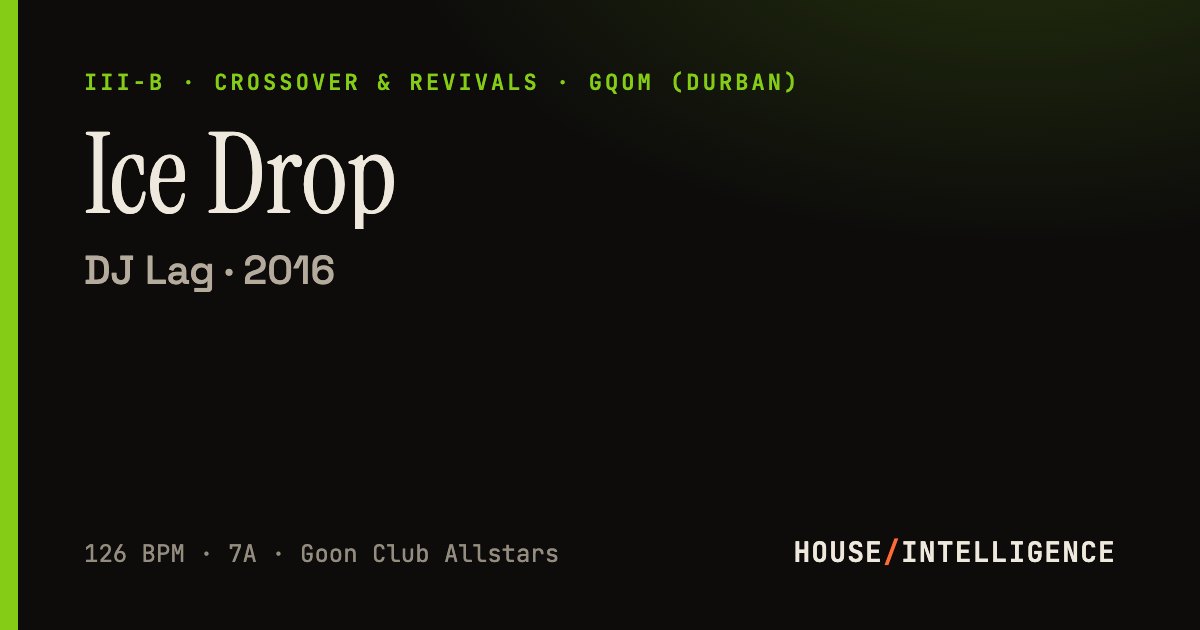 III-B · CROSSOVER & REVIVALS · GQOM (DURBAN)
Ice Drop
DJ Lag · 2016
126 BPM · 7A · Goon Club Allstars
HOUSE/INTELLIGENCE